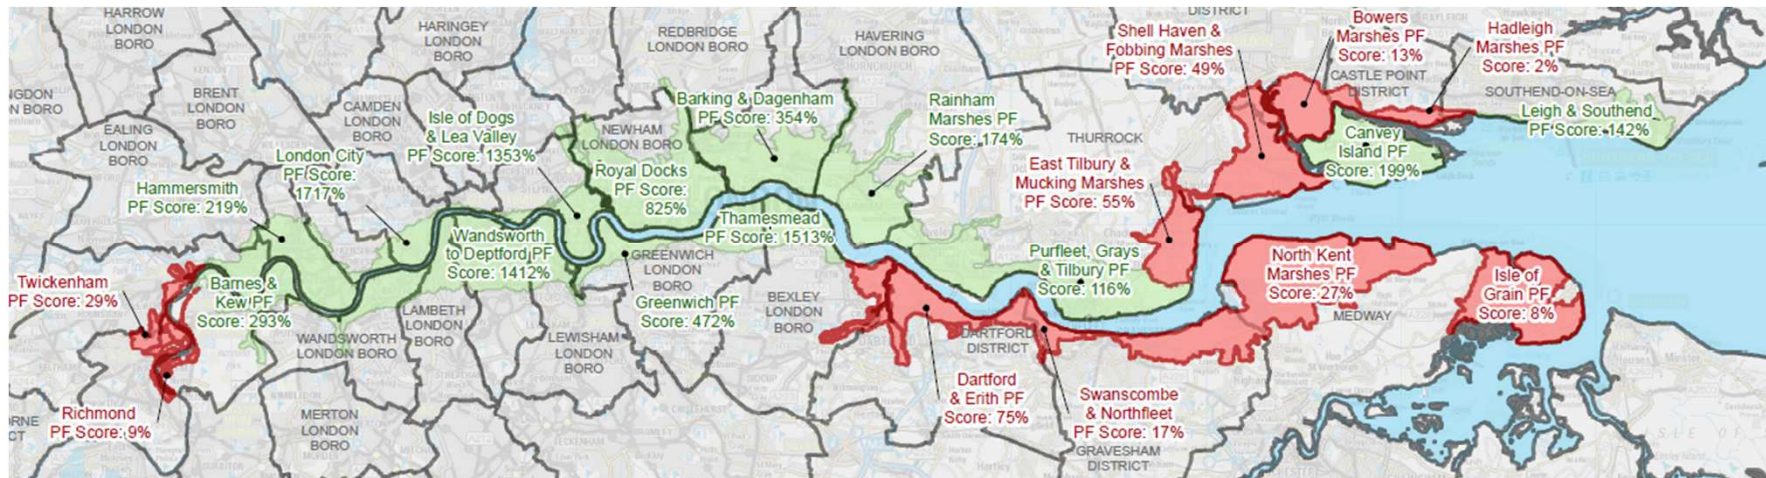 HARROW
LONDON
BORO
HARINGEY
LONDON
BORO
REDBRIDGE
LONDON BORO
HAVERING
LONDON BORO
DISTRICT
Shell Haven &
Fobbing Marshes
PF Score: 49%
Bowers
Marshes PF
Score: 13%
Hadleigh
Marshes PF
Score: 2%
CASTLE POINT
DISTRICT
SOUTHEND-ON-SEA
Leigh & Southend
PF Score: 142%
NGDON
ON BORO
BRENT
LONDON
BORO
CAMDEN
LONDON
BORO
EALING
LONDON
BORO
Isle of Dogs
& Lea Valley
PF Score: 1353%
NEWHAM
LONDON BORO
Barking & Dagenham
PF Score: 354%
Rainham
Marshes PF
Score: 174%
THURROCK
Canvey
Island PF
Score: 199%
London City
PF Score:
1717%
Hammersmith
PF Score: 219%
Royal Docks
PF Score:
825%
East Tilbury &
Mucking Marshes
PF Score: 55%
Thamesmead
PF Score: 1513%
Wandsworth
to Deptford PF
Score: 1412%
GREENWICH
LONDON
BORO
Purfleet, Grays
& Tilbury PF
Score: 116%
North Kent
Marshes PF
Score: 27%
Isle of
Grain PF
Score: 8%
MEDWAY
Twickenham
PF Score: 29%
Barnes &
Kew PF
Score: 293%
Greenwich PF
Score: 472%
BEXLEY
LONDON
BORO
LAMBETH
LONDON
BORO
WANDSWORTH
LONDON BORO
LEWISHAM
LONDON
BORO
DARTFORD
DISTRICT
Dartford
& Erith PF
Score: 75%
Swanscombe
& Northfleet
PF Score: 17%
GRAVESHAM
DISTRICT
Richmond
PF Score: 9%
MERTON
LONDON
BORO
ORNE
CT